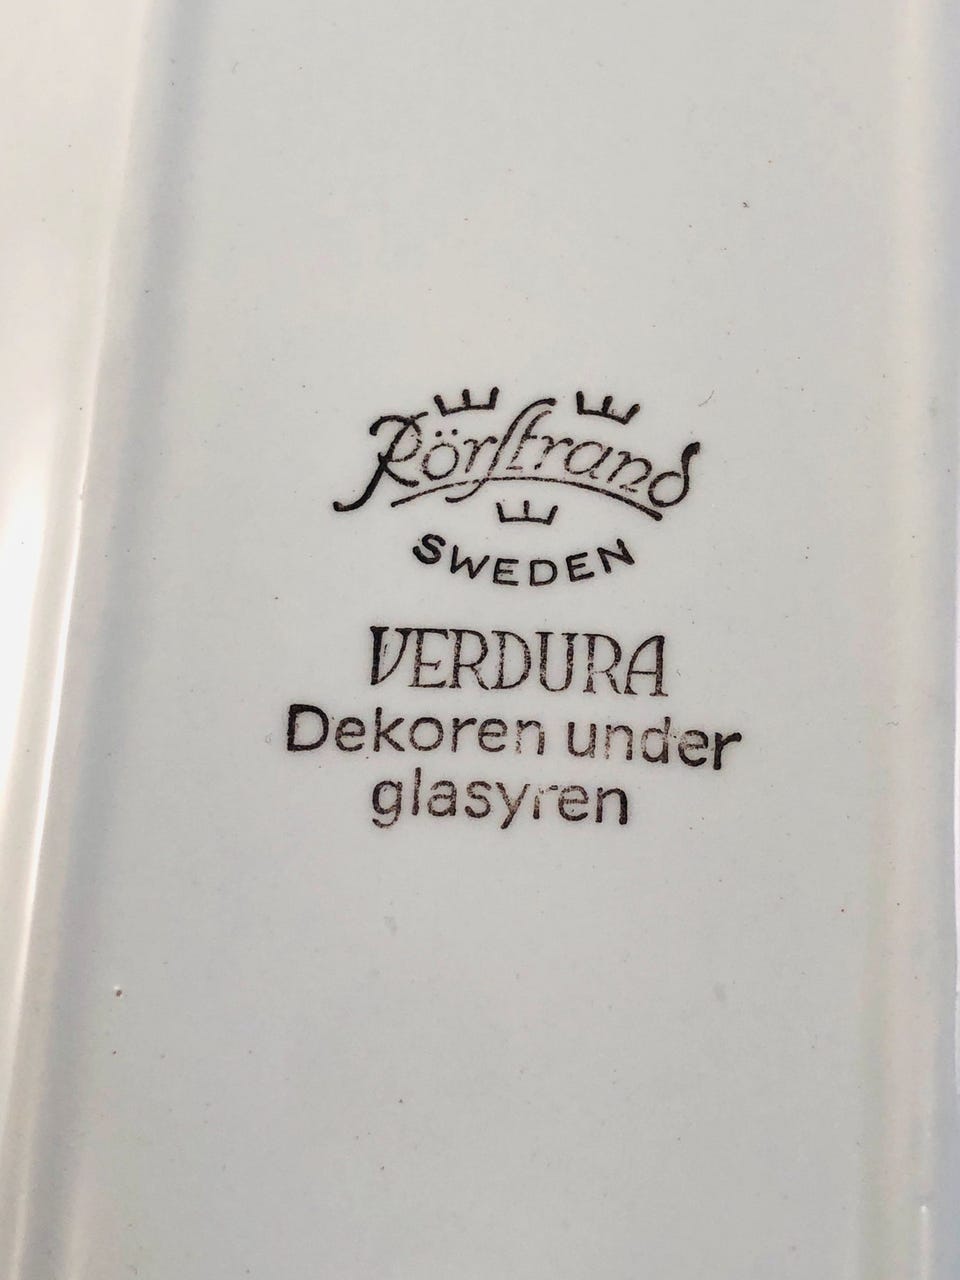 Rörstrand
SWEDEN
VERDURA
Dekoren under
glasyren